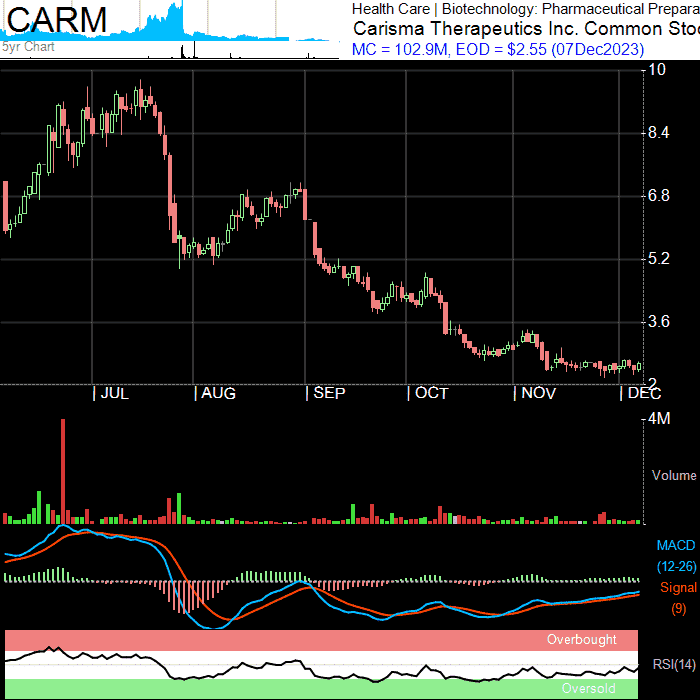 CARM
5yr Chart
Health Care | Biotechnology: Pharmaceutical Prepara
Carisma Therapeutics Inc. Common Stoc
MC = 102.9M, EOD = $2.55 (07Dec2023)
10
8.4
6.8
5.2
3.6
2
| JUL | AUG | SEP | OCT | NOV | DEC
4M
Volume
MACD
(12-26)
Signal
(9)
Overbought
RSI(14)
Oversold